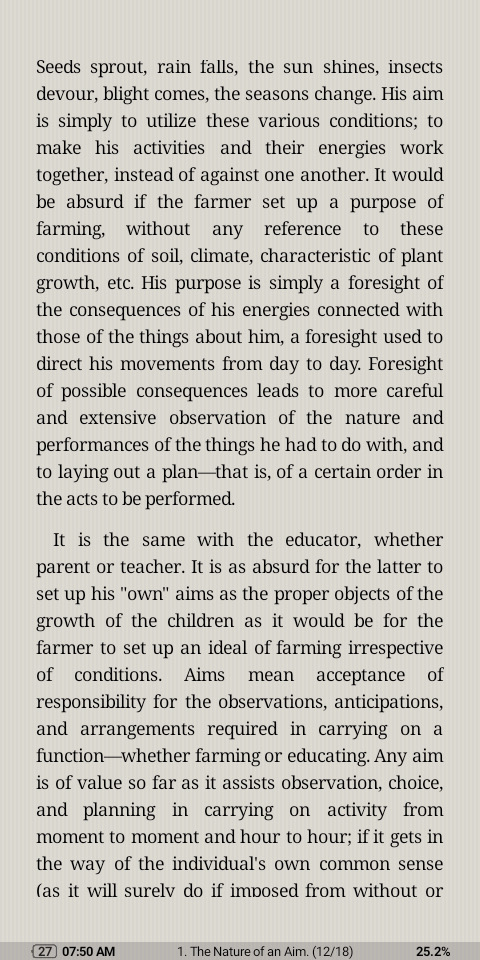 Seeds sprout, rain falls, the sun shines, insects
devour, blight comes, the seasons change. His aim
is simply to utilize these various conditions; to
make his activities and their energies work
together, instead of against one another. It would
be absurd if the farmer set up a purpose of
farming, without any reference to these
conditions of soil, climate, characteristic of plant
growth, etc. His purpose is simply a foresight of
the consequences of his energies connected with
those of the things about him, a foresight used to
direct his movements from day to day. Foresight
of possible consequences leads to more careful
and extensive observation of the nature and
performances of the things he had to do with, and
to laying out a plan—that is, of a certain order in
the acts to be performed.
It is the same with the educator, whether
parent or teacher. It is as absurd for the latter to
set up his "own" aims as the proper objects of the
growth of the children as it would be for the
farmer to set up an ideal of farming irrespective
of conditions. Aims mean acceptance of
responsibility for the observations, anticipations,
and arrangements required in carrying on a
function—whether farming or educating. Any aim
is of value so far as it assists observation, choice,
and planning in carrying on activity from
moment to moment and hour to hour; if it gets in
the way of the individual's own common sense
(as it will surely do if imposed from without or
27 07:50 AM 1. The Nature of an Aim. (12/18) 25.2%